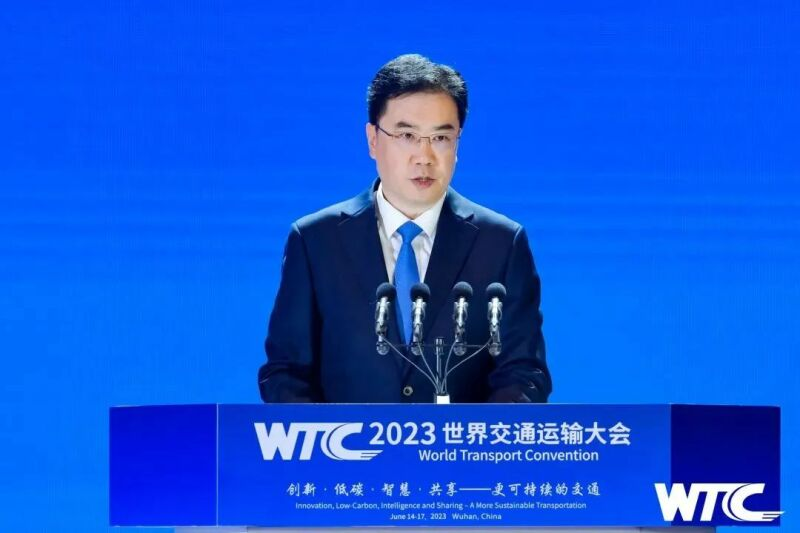 WTC 2023 世界交通运输大会
World Transport Convention
创新·低碳·智慧·共享——更可持续的交通
Innovation, Low-Carbon, Intelligence and Sharing – A More Sustainable Transportation
June 14-17, 2023 Wuhan, China
WTC